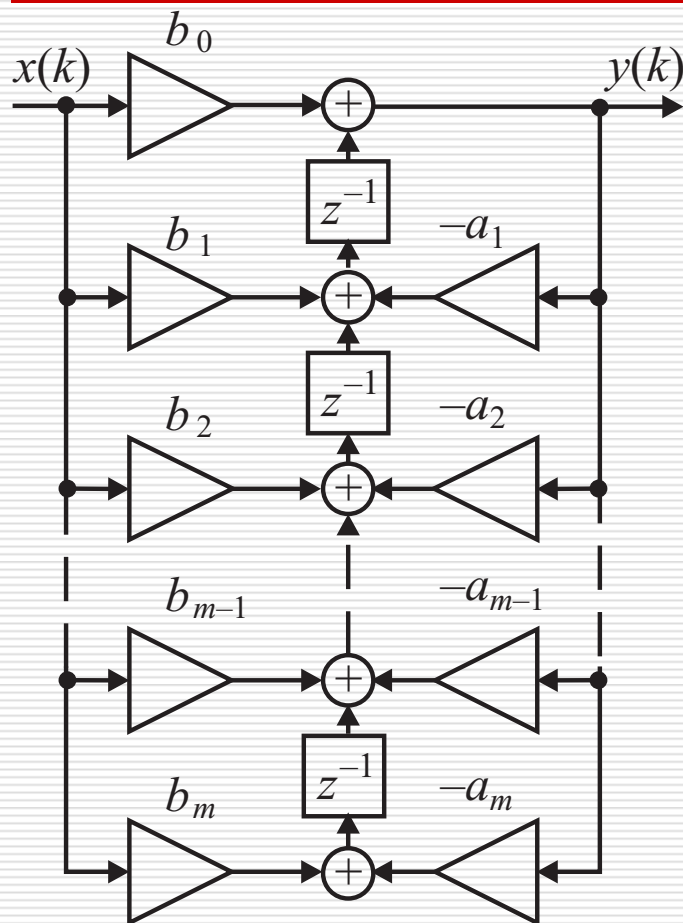 b₀
x(k) y(k)
+
z⁻¹
b₁ −a₁
+
z⁻¹
b₂ −a₂
+
bₘ₋₁ −aₘ₋₁
+
z⁻¹
bₘ −aₘ
+